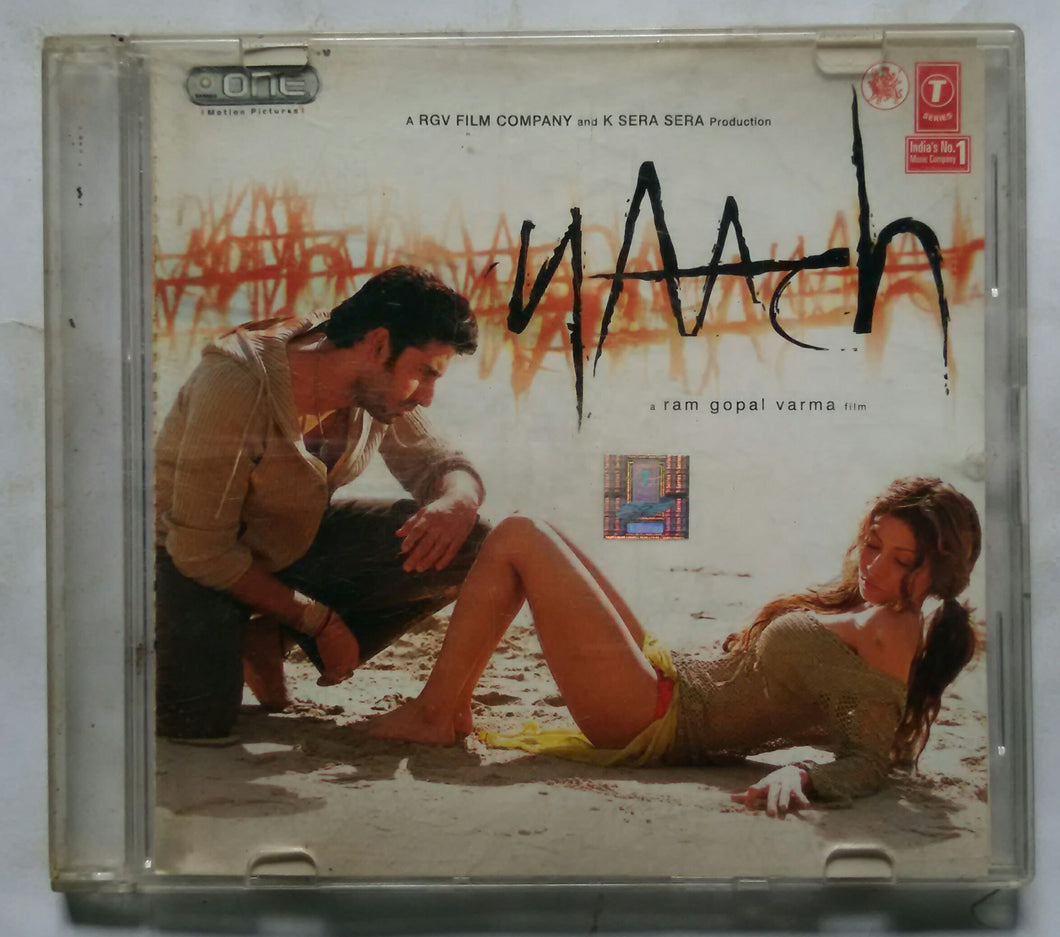 ONE
Motion Pictures
A RGV FILM COMPANY and K SERA SERA Production
T
SERIES
India's No.1
Music Company
nAAch
a ram gopal varma film